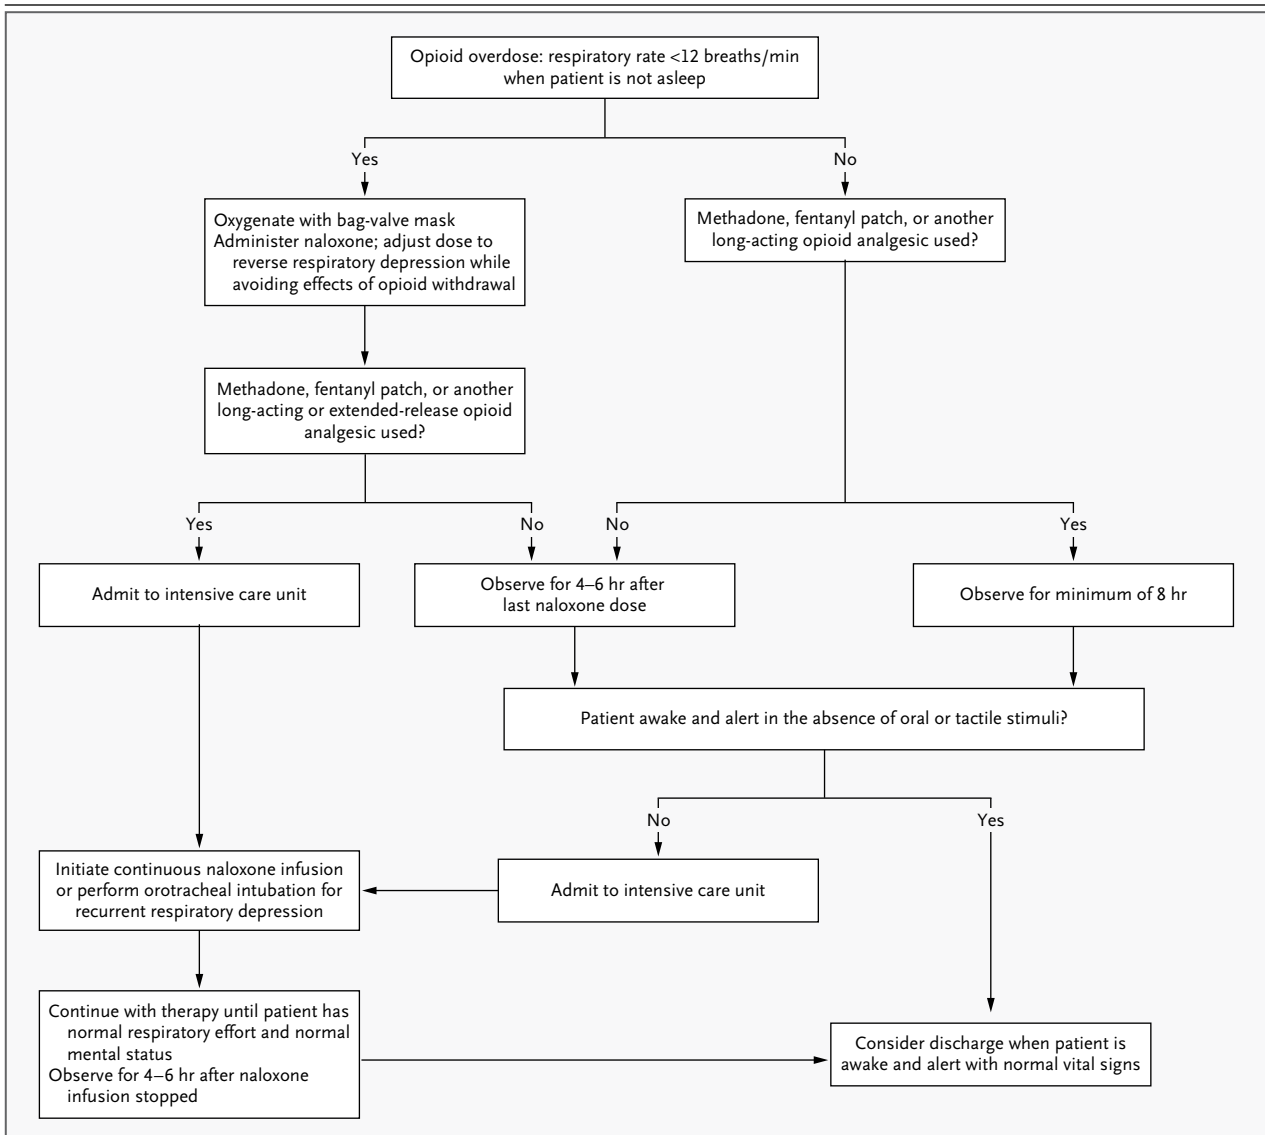 Opioid overdose: respiratory rate <12 breaths/min
when patient is not asleep
Yes
No
Oxygenate with bag-valve mask
Administer naloxone; adjust dose to
reverse respiratory depression while
avoiding effects of opioid withdrawal
Methadone, fentanyl patch, or another
long-acting opioid analgesic used?
Methadone, fentanyl patch, or another
long-acting or extended-release opioid
analgesic used?
Yes
No
No
Yes
Admit to intensive care unit
Observe for 4–6 hr after
last naloxone dose
Observe for minimum of 8 hr
Patient awake and alert in the absence of oral or tactile stimuli?
No
Yes
Initiate continuous naloxone infusion
or perform orotracheal intubation for
recurrent respiratory depression
Admit to intensive care unit
Continue with therapy until patient has
normal respiratory effort and normal
mental status
Observe for 4–6 hr after naloxone
infusion stopped
Consider discharge when patient is
awake and alert with normal vital signs